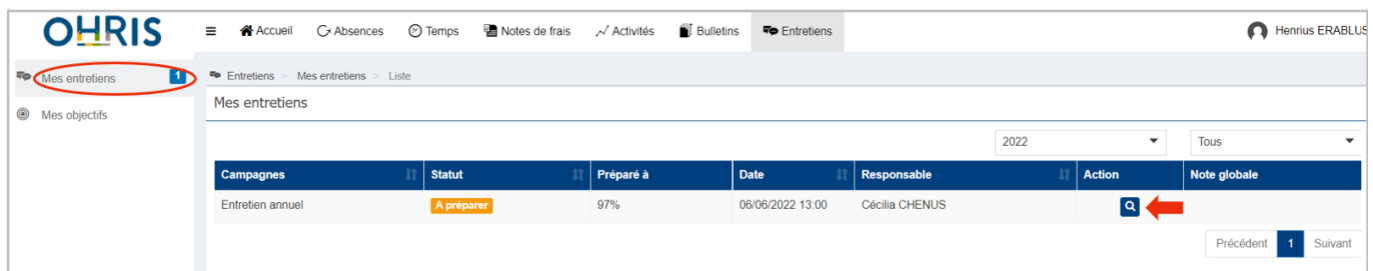 OHRIS
Accueil Absences Temps Notes de frais Activités Bulletins Entretiens Henrius ERABLUS
Mes entretiens 1
Entretiens > Mes entretiens > Liste
Mes objectifs
Mes entretiens
2022 Tous
Campagnes Statut Préparé à Date Responsable Action Note globale
Entretien annuel A préparer 97% 06/06/2022 13:00 Cécilia CHENUS
Précédent 1 Suivant